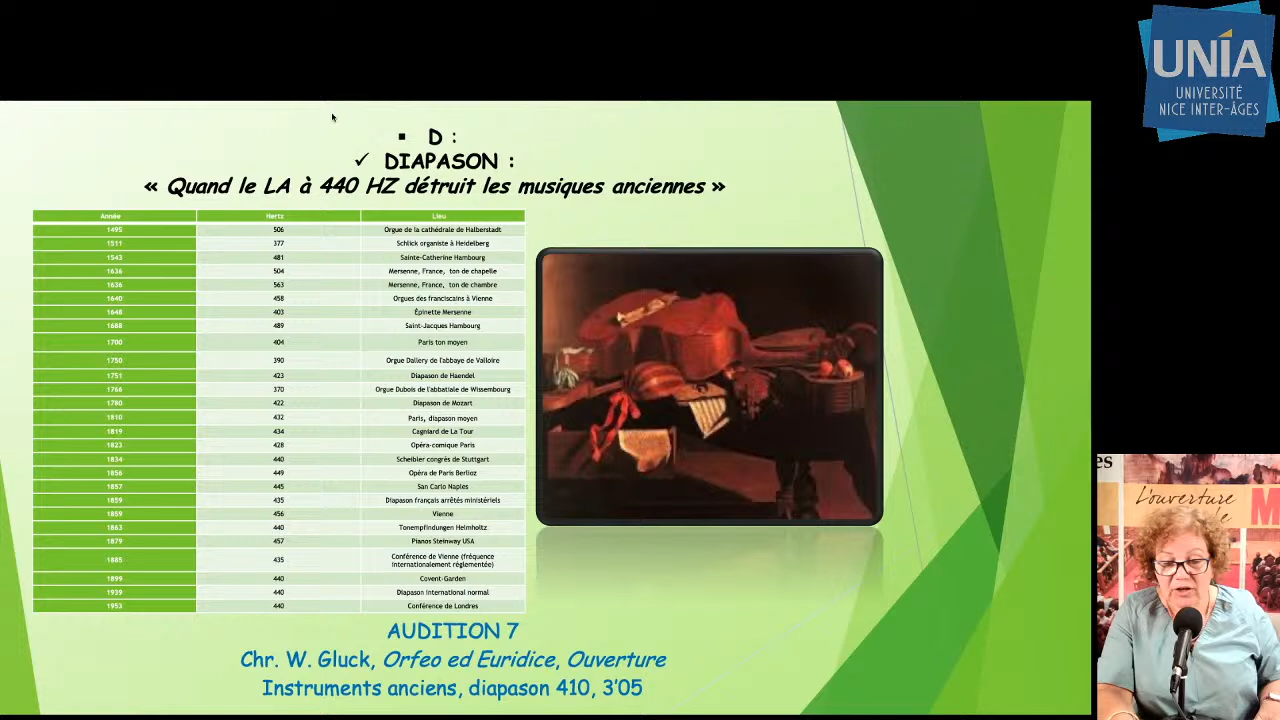 UNIA
UNIVERSITÉ
NICE INTER-ÂGES
▪ D :
✓ DIAPASON :
« Quand le LA à 440 HZ détruit les musiques anciennes »
Année Hertz Lieu
1495 506 Orgue de la cathédrale de Halberstadt
1511 377 Schlick organiste à Heidelberg
1543 481 Sainte-Catherine Hambourg
1636 504 Mersenne, France, ton de chapelle
1636 563 Mersenne, France, ton de chambre
1640 458 Orgues des franciscains à Vienne
1648 403 Épinette Mersenne
1688 489 Saint-Jacques Hambourg
1700 404 Paris ton moyen
1750 390 Orgue Dallery de l'abbaye de Valloire
1751 423 Diapason de Haendel
1766 370 Orgue Dubois de l'abbatiale de Wissembourg
1780 422 Diapason de Mozart
1810 432 Paris, diapason moyen
1819 434 Cagniard de La Tour
1823 428 Opéra-comique Paris
1834 440 Scheibler congrès de Stuttgart
1856 449 Opéra de Paris Berlioz
1857 445 San Carlo Naples
1859 435 Diapason français arrêtés ministériels
1859 456 Vienne
1863 440 Tonempfindungen Helmholtz
1879 457 Pianos Steinway USA
1885 435 Conférence de Vienne (fréquence
internationalement réglementée)
1899 440 Covent-Garden
1939 440 Diapason international normal
1953 440 Conférence de Londres
AUDITION 7
Chr. W. Gluck, Orfeo ed Euridice, Ouverture
Instruments anciens, diapason 410, 3'05
es
L'ouverture
M